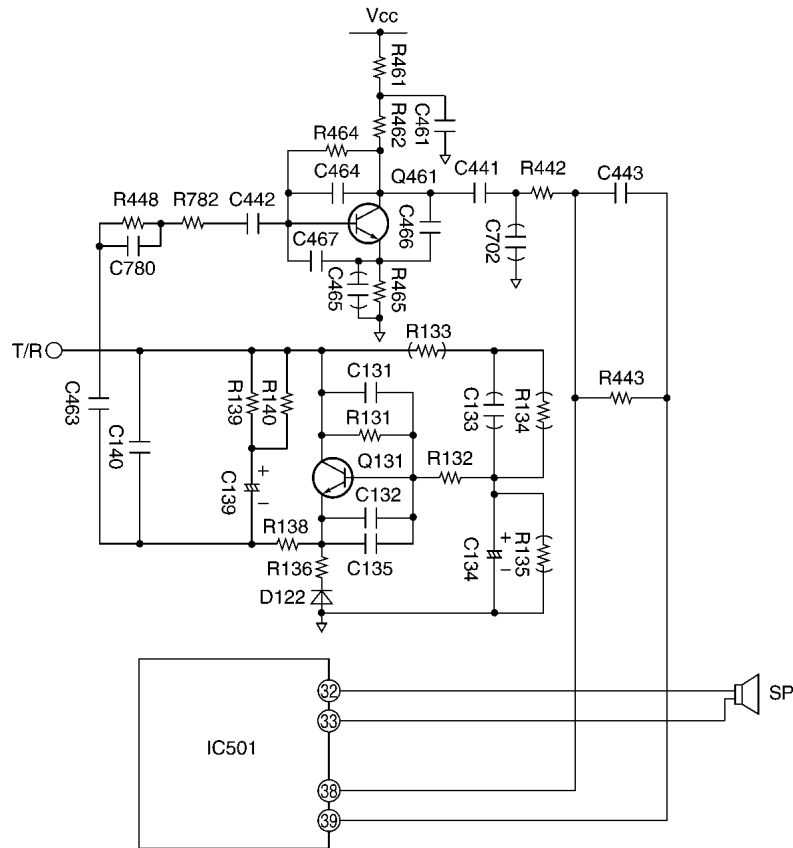 Vcc
R461
R462
C461
R464
C464
Q461
C441
R442
C443
R448
R782
C442
C780
C467
C465
R465
C466
C702
T/R
R133
C131
R139
R140
R131
C133
R134
R443
C463
C140
C139
+
−
Q131
R132
C132
R138
C135
R136
C134
+
−
R135
D122
32
33
SP
IC501
38
39